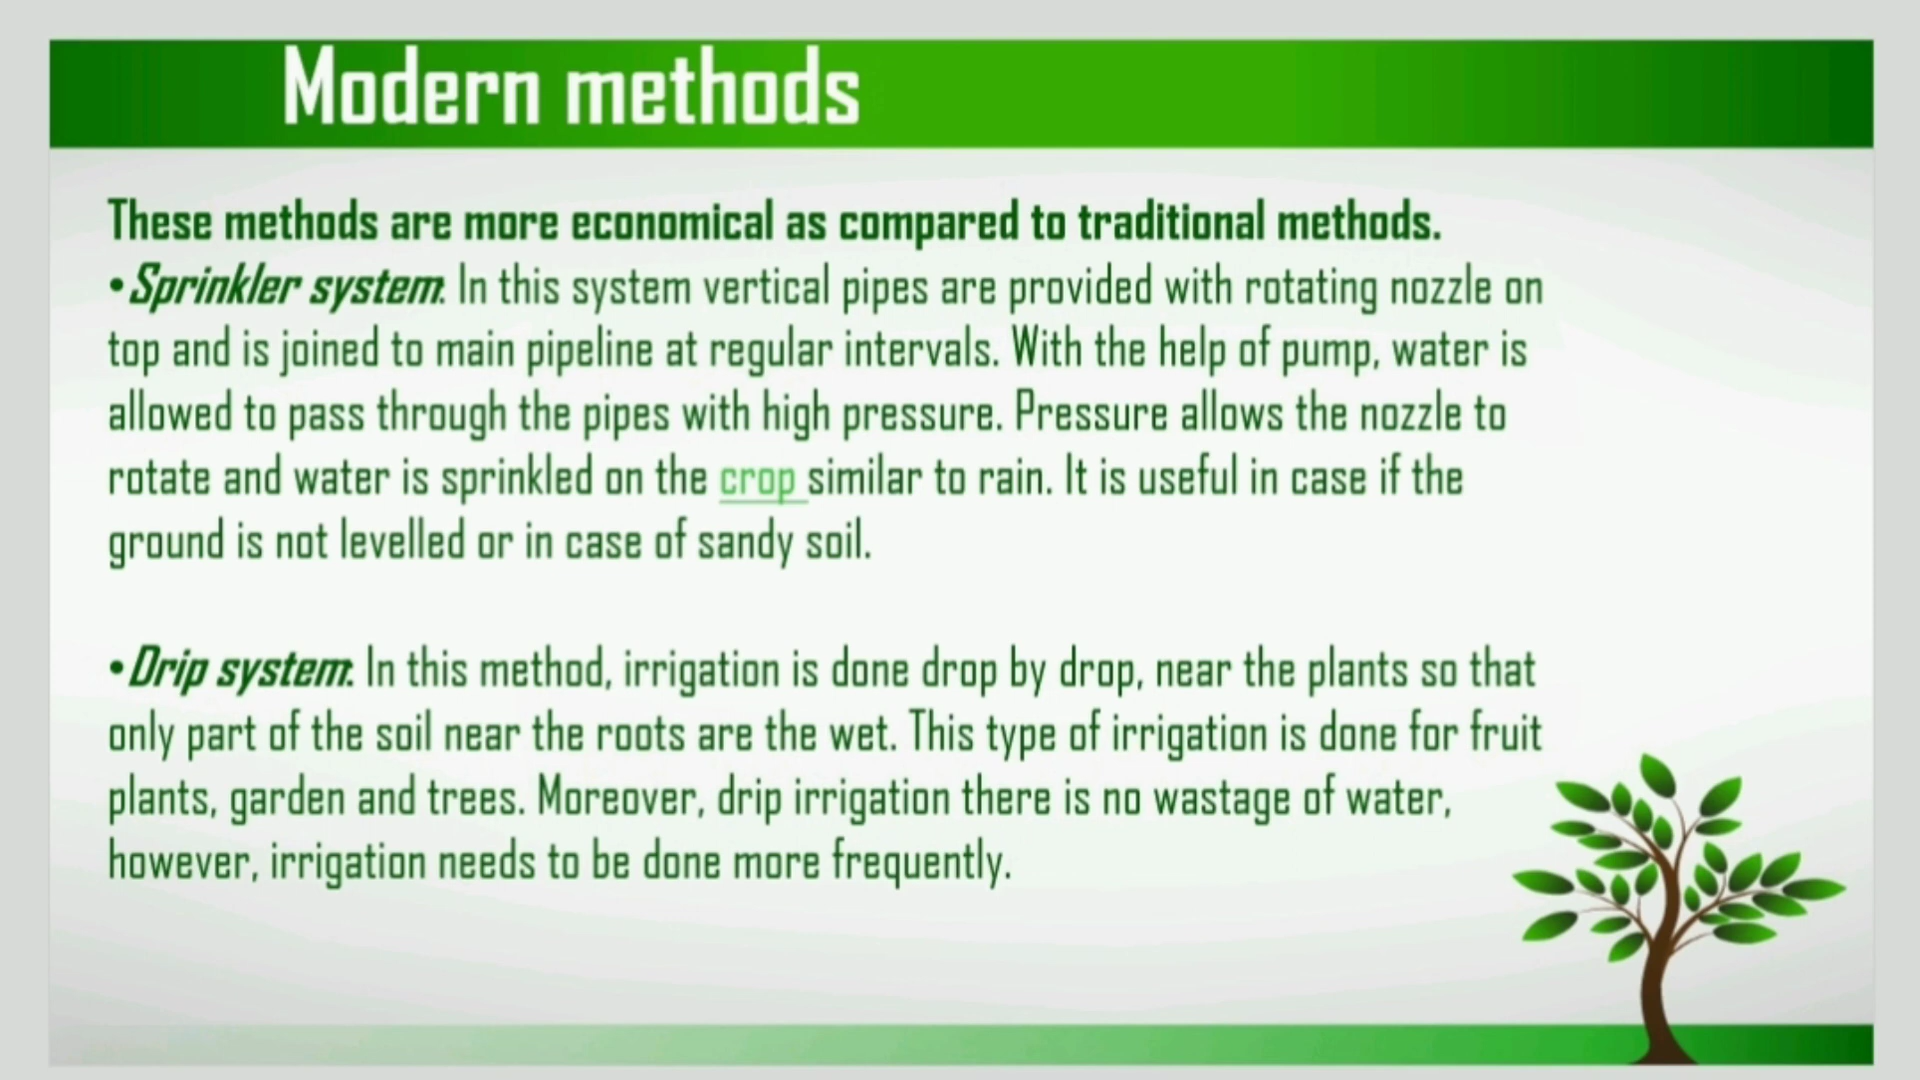 Modern methods
These methods are more economical as compared to traditional methods.
•Sprinkler system: In this system vertical pipes are provided with rotating nozzle on
top and is joined to main pipeline at regular intervals. With the help of pump, water is
allowed to pass through the pipes with high pressure. Pressure allows the nozzle to
rotate and water is sprinkled on the crop similar to rain. It is useful in case if the
ground is not levelled or in case of sandy soil.
•Drip system: In this method, irrigation is done drop by drop, near the plants so that
only part of the soil near the roots are the wet. This type of irrigation is done for fruit
plants, garden and trees. Moreover, drip irrigation there is no wastage of water,
however, irrigation needs to be done more frequently.